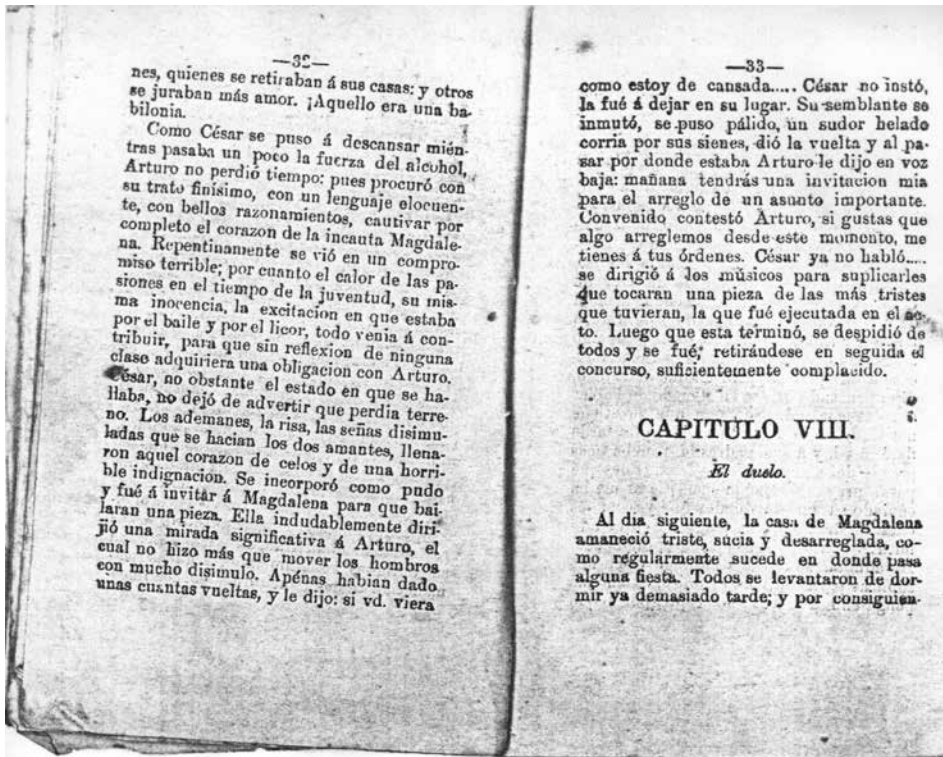 —32—
nes, quienes se retiraban á sus casas: y otros
se juraban más amor. ¡Aquello era una ba-
bilonia.
Como César se puso á descansar mién-
tras pasaba un poco la fuerza del alcohol,
Arturo no perdió tiempo: pues procuró con
su trato finísimo, con un lenguaje elocuen-
te, con bellos razonamientos, cautivar por
completo el corazon de la incauta Magdale-
na. Repentinamente se vió en un compro-
miso terrible; por cuanto el calor de las pa-
siones en el tiempo de la juventud, su mis-
ma inocencia, la excitacion en que estaba
por el baile y por el licor, todo venia á con-
tribuir, para que sin reflexion de ninguna
clase adquiriera una obligacion con Arturo.
César, no obstante el estado en que se ha-
llaba, no dejó de advertir que perdia terre-
no. Los ademanes, la risa, las señas disimu-
ladas que se hacian los dos amantes, llena-
ron aquel corazon de celos y de una horri-
ble indignacion. Se incorporó como pudo
y fué á invitar á Magdalena para que bai-
laran una pieza. Ella indudablemente diri-
jió una mirada significativa á Arturo, el
cual no hizo más que mover los hombros
con mucho disimulo. Apénas habian dado
unas cuantas vueltas, y le dijo: si vd. viera
—33—
como estoy de cansada..... César no instó,
la fué á dejar en su lugar. Su semblante se
inmutó, se puso pálido, un sudor helado
corria por sus sienes, dió la vuelta y al pa-
sar por donde estaba Arturo le dijo en voz
baja: mañana tendrás una invitacion mia
para el arreglo de un asunto importante.
Convenido contestó Arturo, si gustas que
algo arreglemos desde este momento, me
tienes á tus órdenes. César ya no habló.....
se dirigió á los músicos para suplicarles
que tocaran una pieza de las más tristes
que tuvieran, la que fué ejecutada en el ac-
to. Luego que esta terminó, se despidió de
todos y se fué; retirándose en seguida el
concurso, suficientemente complacido.
CAPITULO VIII.
El duelo.
Al dia siguiente, la casa de Magdalena
amaneció triste, sucia y desarreglada, co-
mo regularmente sucede en donde pasa
alguna fiesta. Todos se levantaron de dor-
mir ya demasiado tarde; y por consiguien-